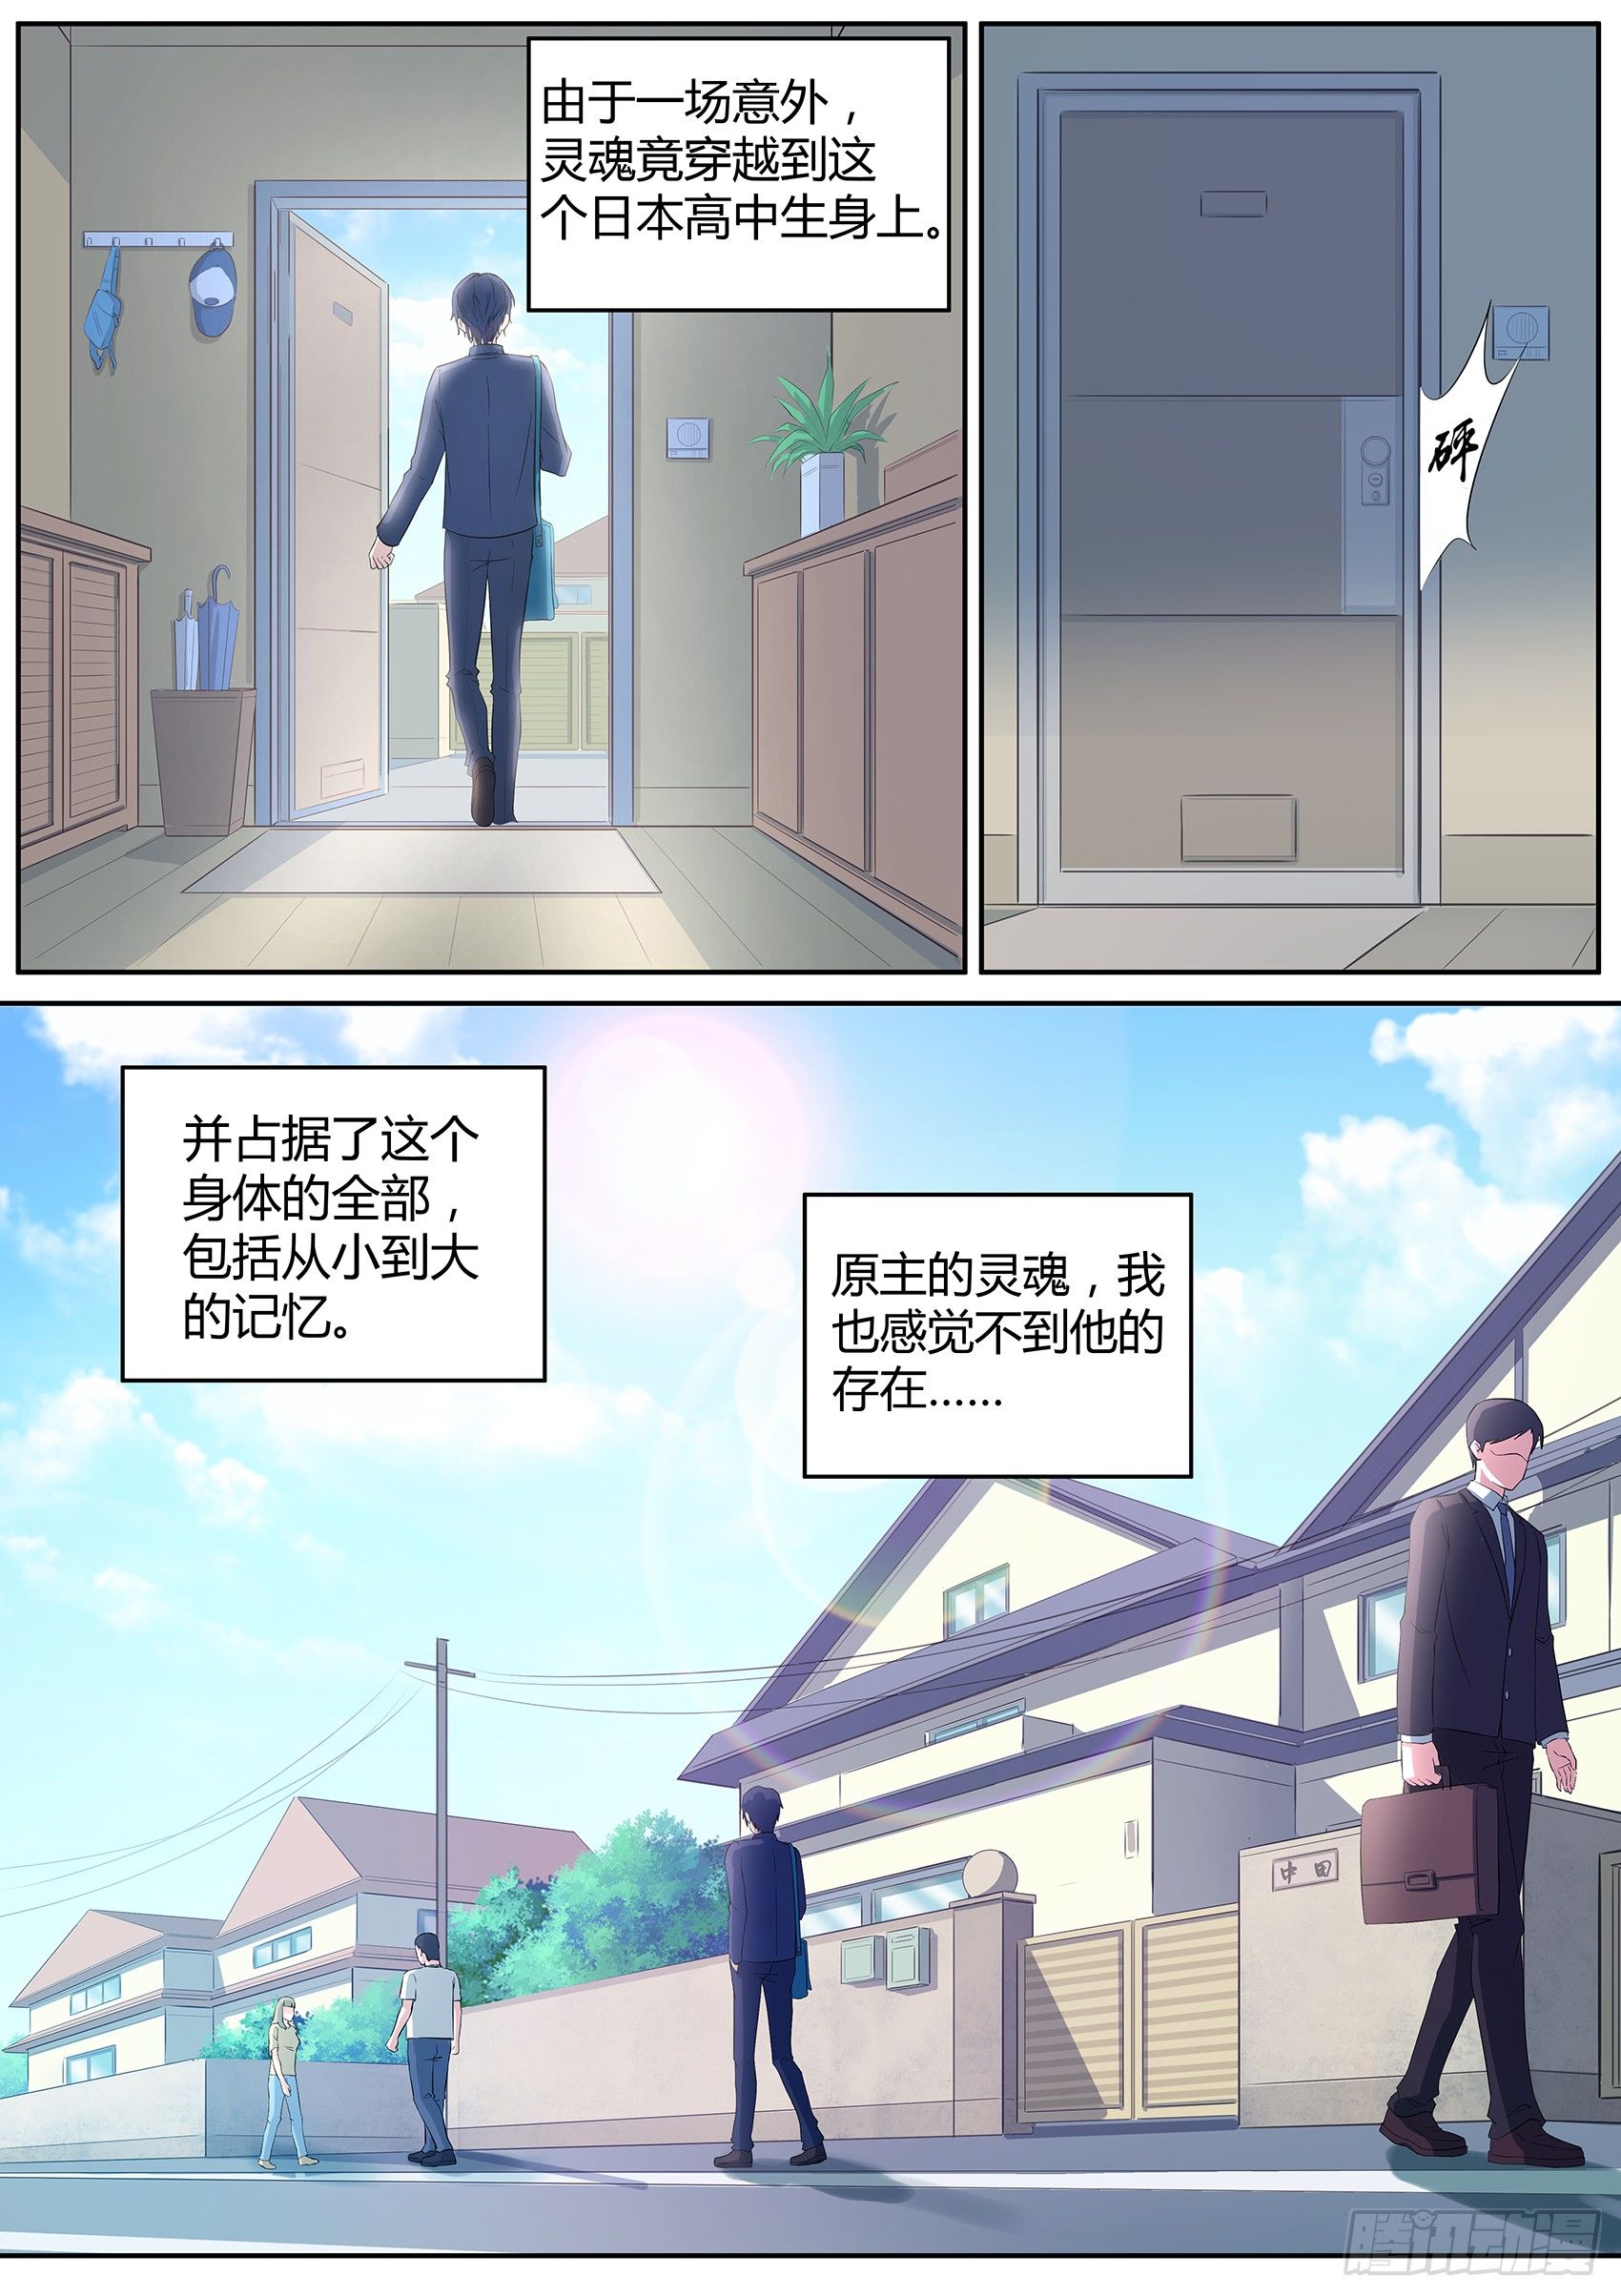 由于一场意外，
灵魂竟穿越到这
个日本高中生身上。
砰
并占据了这个
身体的全部，
包括从小到大
的记忆。
原主的灵魂，我
也感觉不到他的
存在……
中田
腾讯动漫